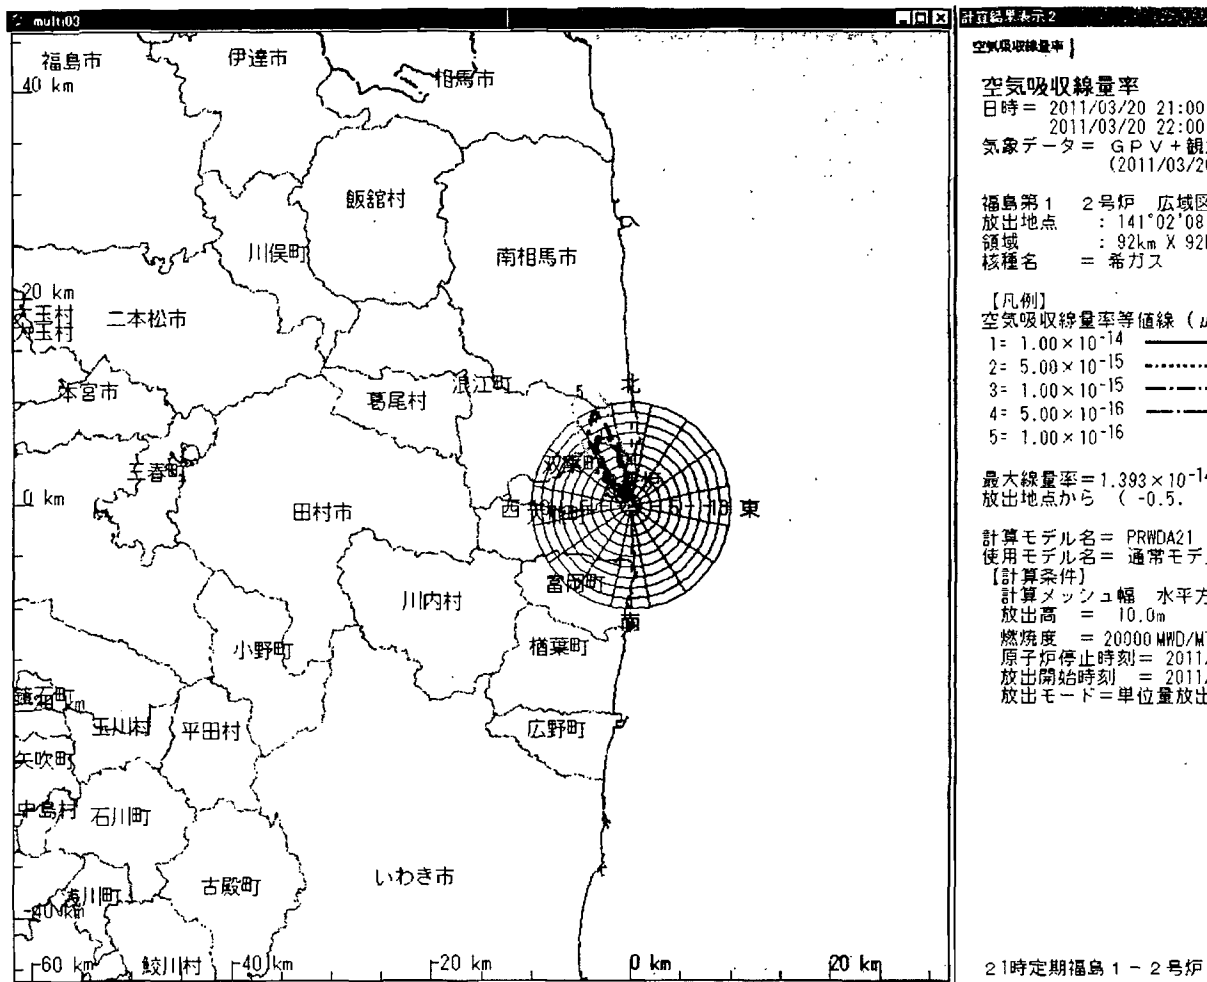 multi03
福島市
伊達市
相馬市
40 km
飯舘村
川俣町
南相馬市
20 km
大玉村
二本松市
本宮市
浪江町
葛尾村
5
北
三春町
双葉町
0 km
田村市
西
東
富岡町
川内村
南
小野町
楢葉町
玉川村
平田村
広野町
矢吹町
中島村
石川町
いわき市
古殿町
浅川町
-40 km
鮫川村
-60 km
-40 km
-20 km
0 km
20 km
計算結果表示2
空気吸収線量率
空気吸収線量率
日時= 2011/03/20 21:00
2011/03/20 22:00
気象データ= GPV+観
(2011/03/20
福島第1 2号炉 広域
放出地点 : 141°02'08
領域 : 92km X 92
核種名 = 希ガス
【凡例】
空気吸収線量率等値線(μ
1= 1.00×10⁻¹⁴
2= 5.00×10⁻¹⁵
3= 1.00×10⁻¹⁵
4= 5.00×10⁻¹⁶
5= 1.00×10⁻¹⁶
最大線量率=1.393×10⁻¹⁴
放出地点から ( -0.5.
計算モデル名= PRWDA21
使用モデル名= 通常モデ
【計算条件】
計算メッシュ幅 水平方
放出高 = 10.0m
燃焼度 = 20000MWD/M
原子炉停止時刻= 2011/
放出開始時刻 = 2011/
放出モード=単位量放出
21時定期福島1-2号炉